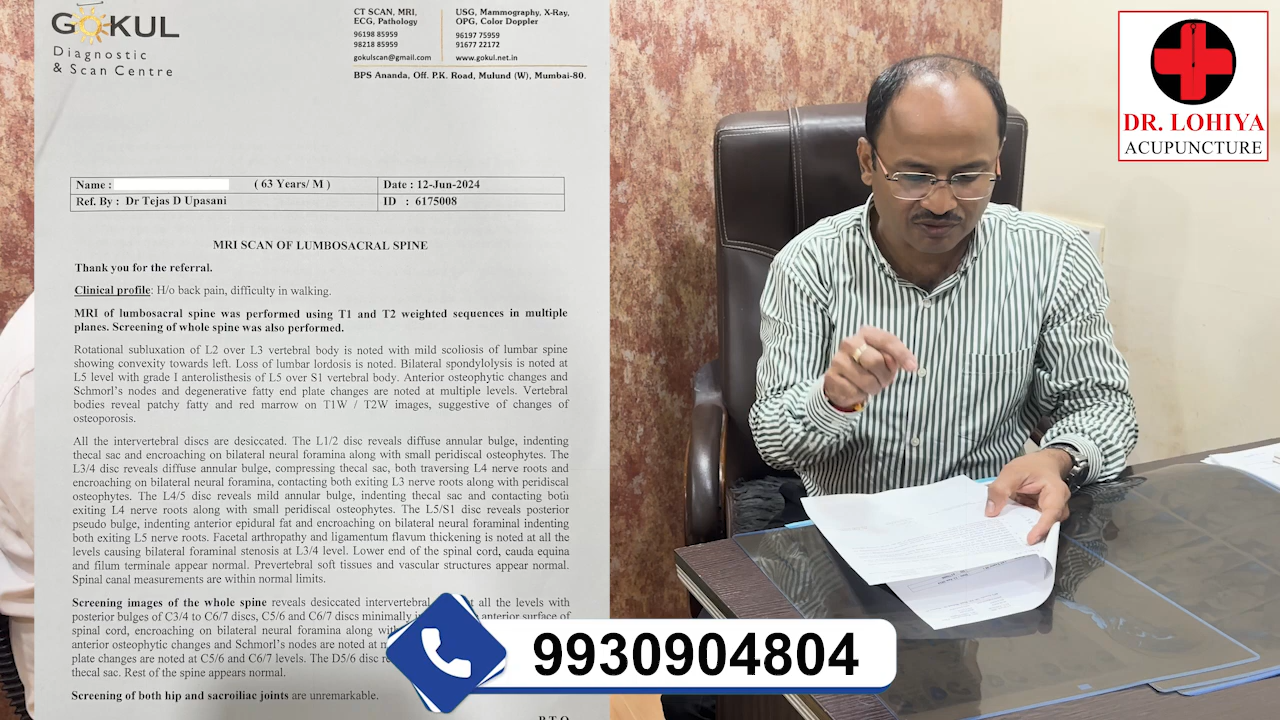 GOKUL
Diagnostic
& Scan Centre
CT SCAN, MRI,
ECG, Pathology
96198 85959
98218 85959
gokulscan@gmail.com
USG, Mammography, X-Ray,
OPG, Color Doppler
96197 75959
91677 22172
www.gokul.net.in
BPS Ananda, Off. P.K. Road, Mulund (W), Mumbai-80.
Name : ( 63 Years/ M ) Date : 12-Jun-2024
Ref. By : Dr Tejas D Upasani ID : 6175008
MRI SCAN OF LUMBOSACRAL SPINE
Thank you for the referral.
Clinical profile: H/o back pain, difficulty in walking.
MRI of lumbosacral spine was performed using T1 and T2 weighted sequences in multiple
planes. Screening of whole spine was also performed.
Rotational subluxation of L2 over L3 vertebral body is noted with mild scoliosis of lumbar spine
showing convexity towards left. Loss of lumbar lordosis is noted. Bilateral spondylolysis is noted at
L5 level with grade I anterolisthesis of L5 over S1 vertebral body. Anterior osteophytic changes and
Schmorl's nodes and degenerative fatty end plate changes are noted at multiple levels. Vertebral
bodies reveal patchy fatty and red marrow on T1W / T2W images, suggestive of changes of
osteoporosis.
All the intervertebral discs are desiccated. The L1/2 disc reveals diffuse annular bulge, indenting
thecal sac and encroaching on bilateral neural foramina along with small peridiscal osteophytes. The
L3/4 disc reveals diffuse annular bulge, compressing thecal sac, both traversing L4 nerve roots and
encroaching on bilateral neural foramina, contacting both exiting L3 nerve roots along with peridiscal
osteophytes. The L4/5 disc reveals mild annular bulge, indenting thecal sac and contacting both
exiting L4 nerve roots along with small peridiscal osteophytes. The L5/S1 disc reveals posterior
pseudo bulge, indenting anterior epidural fat and encroaching on bilateral neural foraminal indenting
both exiting L5 nerve roots. Facetal arthropathy and ligamentum flavum thickening is noted at all the
levels causing bilateral foraminal stenosis at L3/4 level. Lower end of the spinal cord, cauda equina
and filum terminale appear normal. Prevertebral soft tissues and vascular structures appear normal.
Spinal canal measurements are within normal limits.
Screening images of the whole spine reveals desiccated intervertebral all the levels with
posterior bulges of C3/4 to C6/7 discs, C5/6 and C6/7 discs minimally anterior surface of
spinal cord, encroaching on bilateral neural foramina along
anterior osteophytic changes and Schmorl's nodes are noted at
plate changes are noted at C5/6 and C6/7 levels. The D5/6 disc
thecal sac. Rest of the spine appears normal.
Screening of both hip and sacroiliac joints are unremarkable.
9930904804
DR. LOHIYA
ACUPUNCTURE